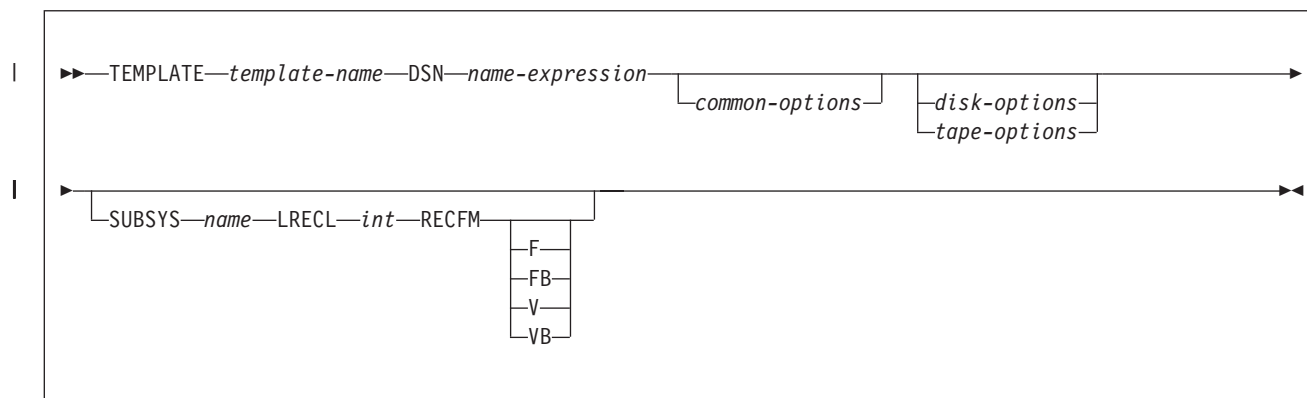 TEMPLATE template-name DSN name-expression
common-options disk-options
tape-options
SUBSYS name LRECL int RECFM
F
FB
V
VB